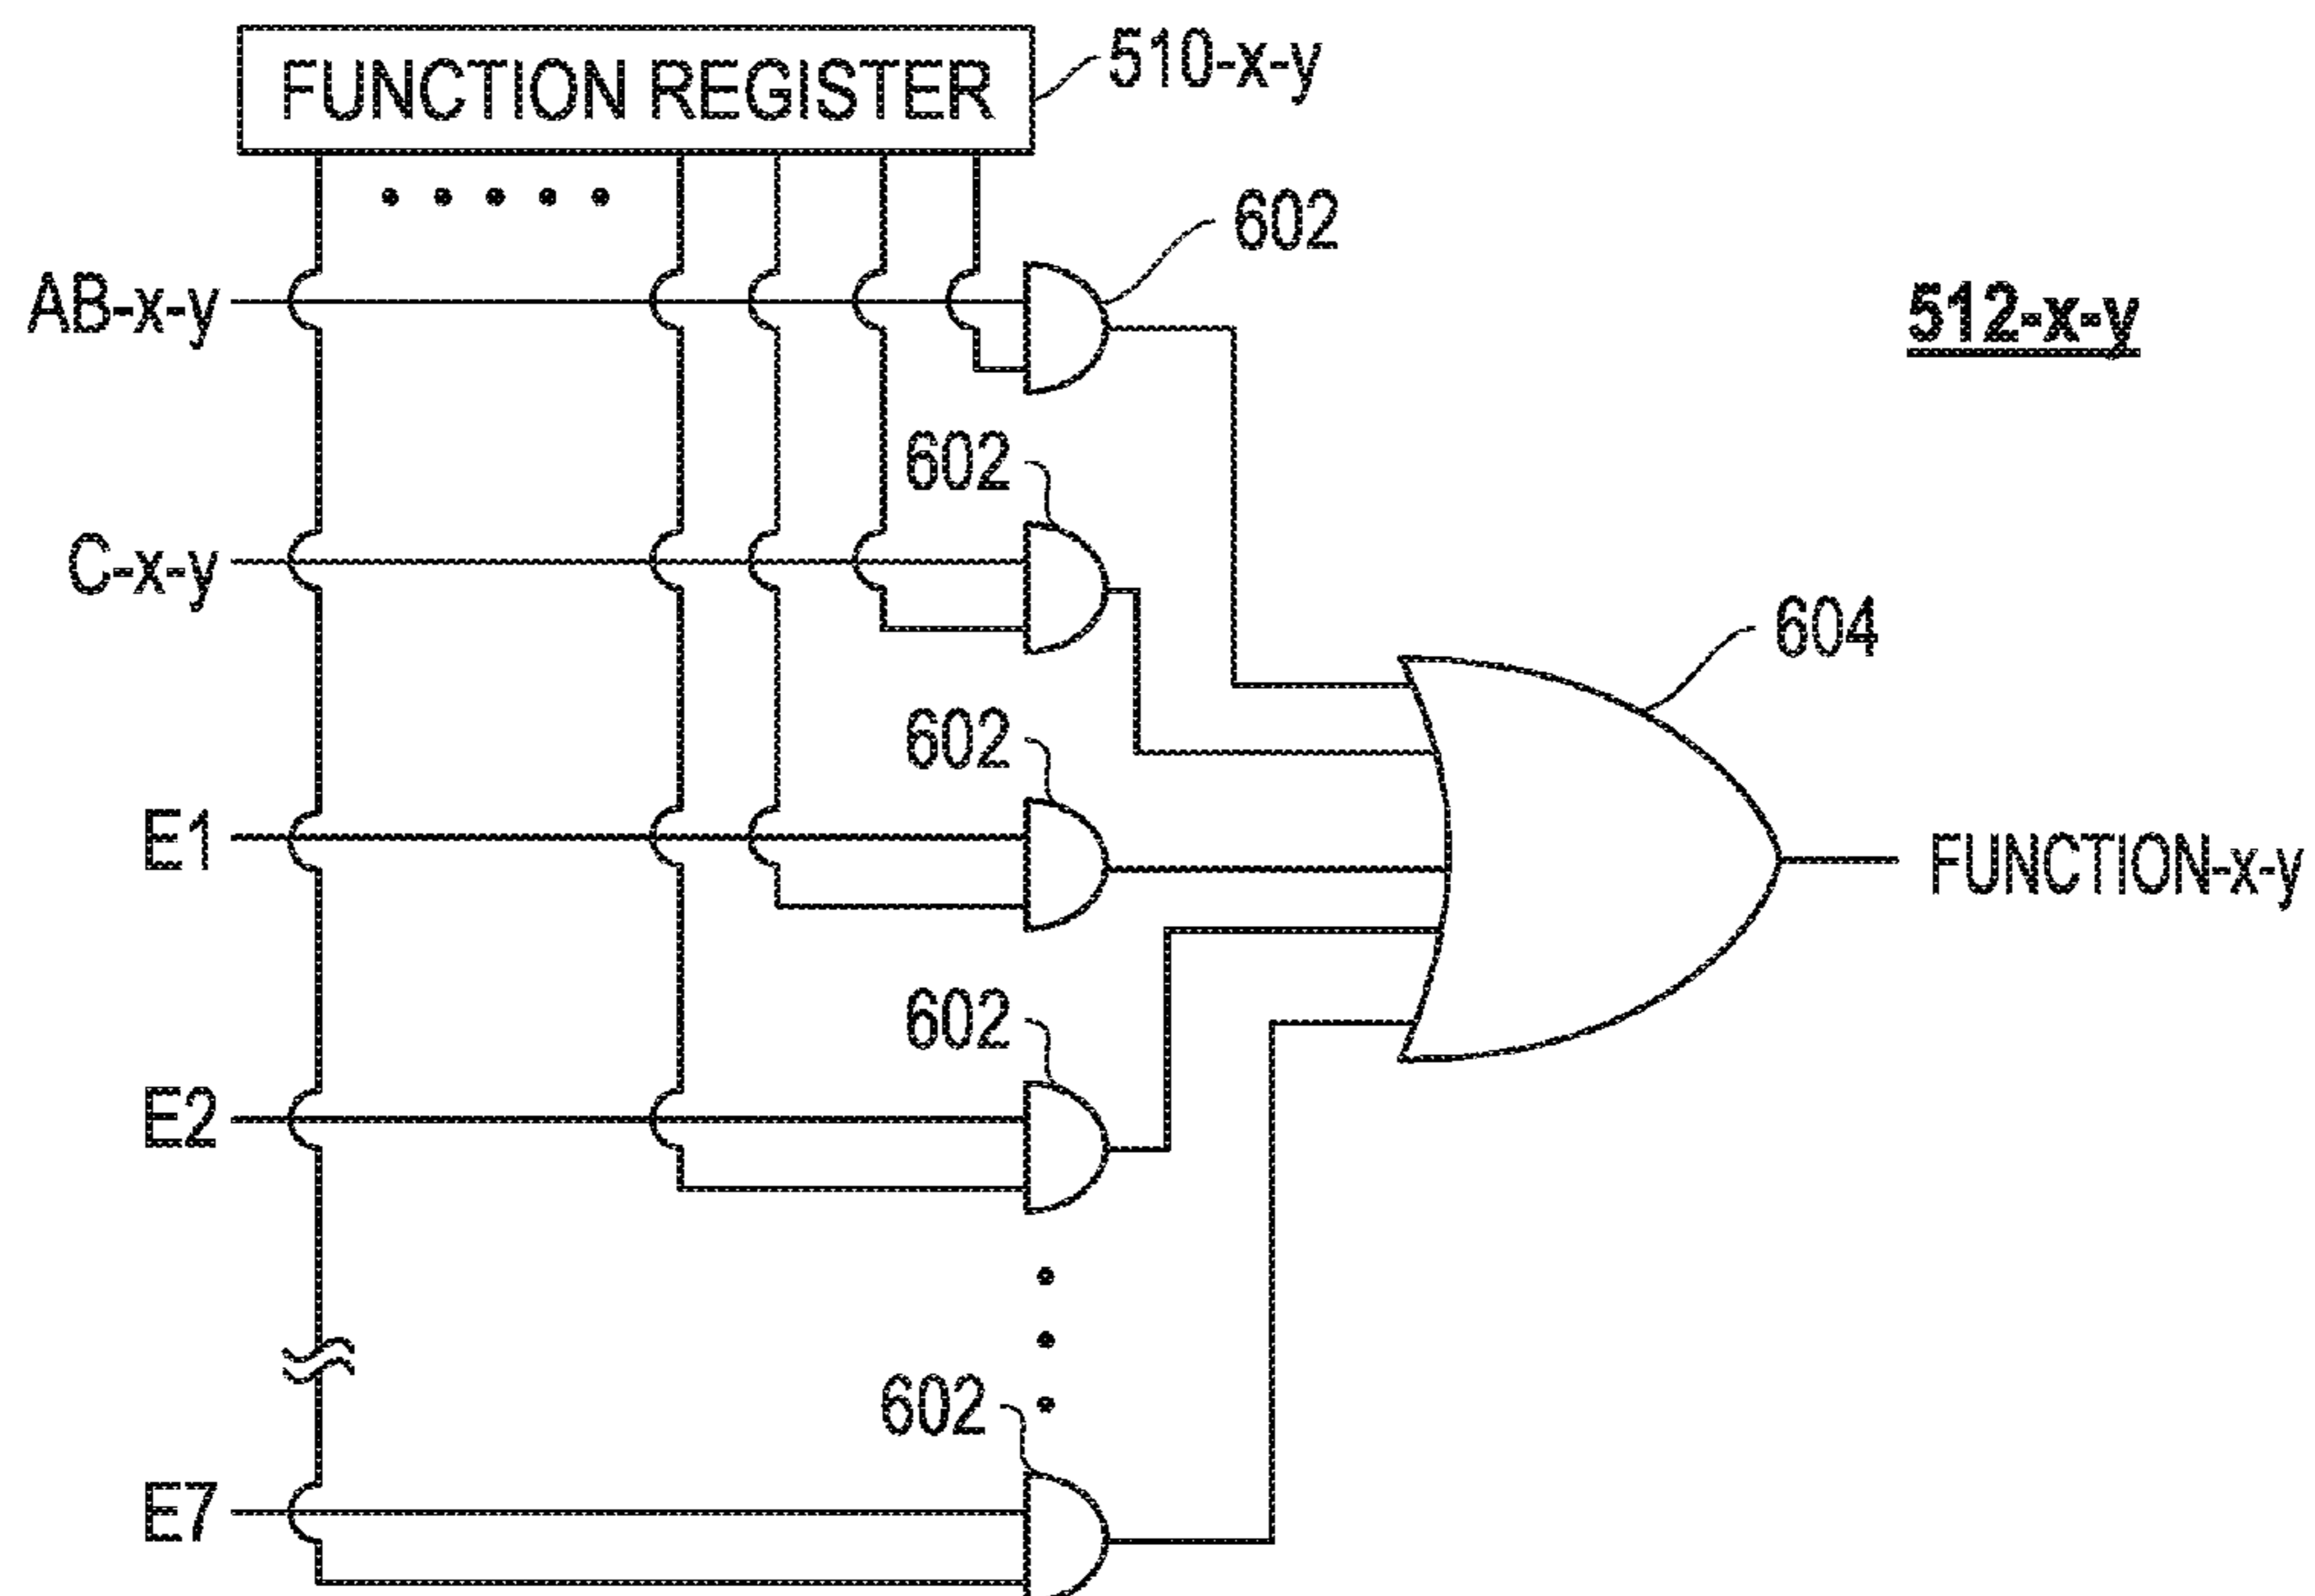 FUNCTION REGISTER
510-x-y
602
AB-x-y
512-x-y
602
C-x-y
604
602
E1
FUNCTION-x-y
602
E2
602
E7